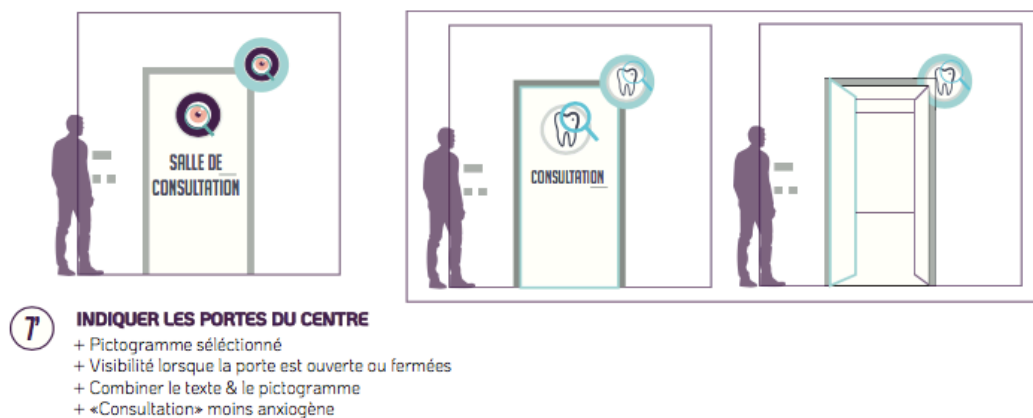 SALLE DE
CONSULTATION
CONSULTATION
7'
INDIQUER LES PORTES DU CENTRE
+ Pictogramme séléctionné
+ Visibilité lorsque la porte est ouverte ou fermées
+ Combiner le texte & le pictogramme
+ «Consultation» moins anxiogène